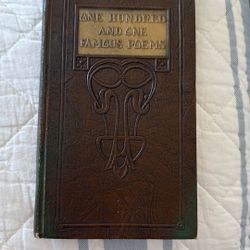 ONE HUNDRED
AND ONE
FAMOUS POEMS